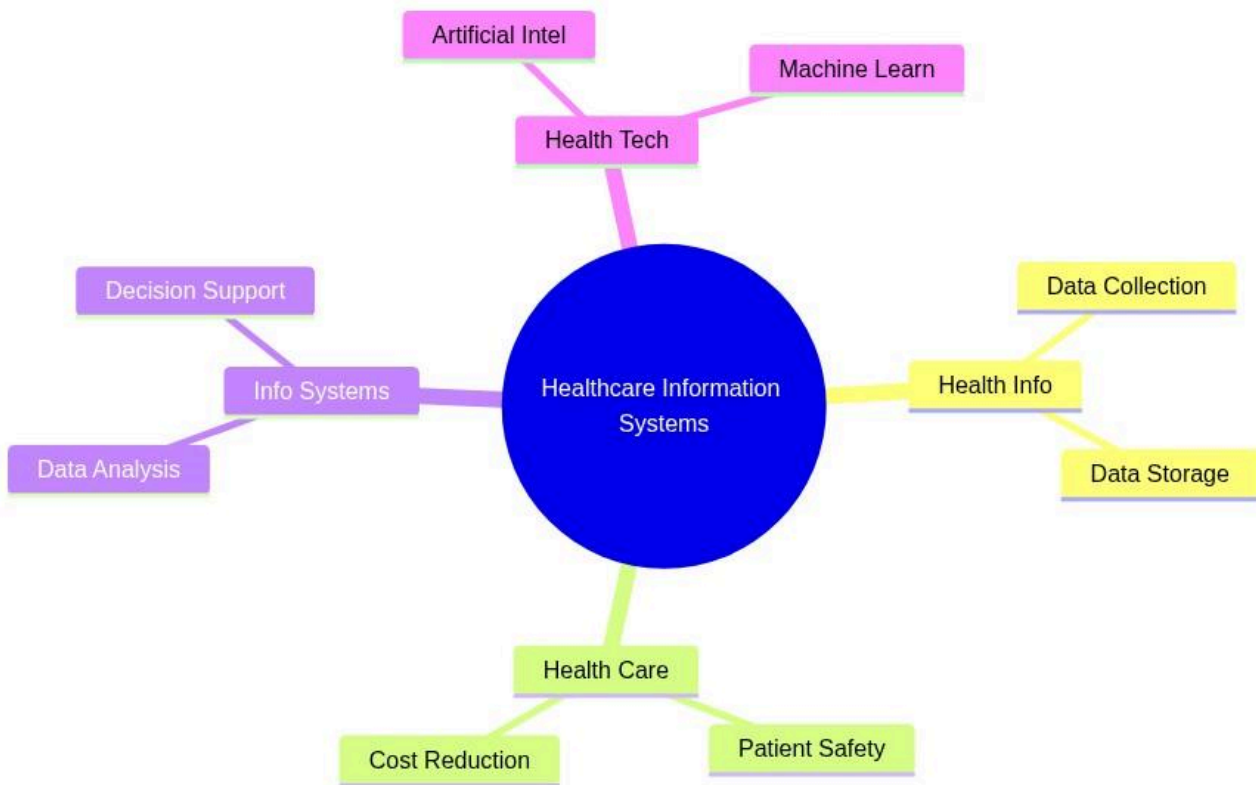 Artificial Intel
Machine Learn
Health Tech
Decision Support
Data Collection
Info Systems
Healthcare Information
Systems
Health Info
Data Analysis
Data Storage
Health Care
Cost Reduction
Patient Safety